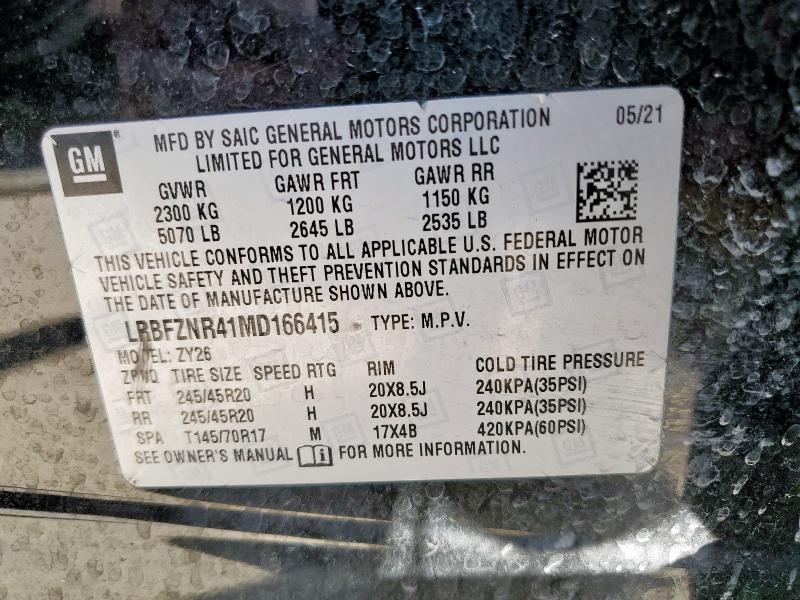 GM ® MFD BY SAIC GENERAL MOTORS CORPORATION 05/21
LIMITED FOR GENERAL MOTORS LLC
GVWR GAWR FRT GAWR RR
2300 KG 1200 KG 1150 KG
5070 LB 2645 LB 2535 LB
THIS VEHICLE CONFORMS TO ALL APPLICABLE U.S. FEDERAL MOTOR
VEHICLE SAFETY AND THEFT PREVENTION STANDARDS IN EFFECT ON
THE DATE OF MANUFACTURE SHOWN ABOVE.
LRBFZNR41MD166415 TYPE: M.P.V.
MODEL: ZY26
ZPWQ TIRE SIZE SPEED RTG RIM COLD TIRE PRESSURE
FRT 245/45R20 H 20X8.5J 240KPA(35PSI)
RR 245/45R20 H 20X8.5J 240KPA(35PSI)
SPA T145/70R17 M 17X4B 420KPA(60PSI)
SEE OWNER'S MANUAL FOR MORE INFORMATION.